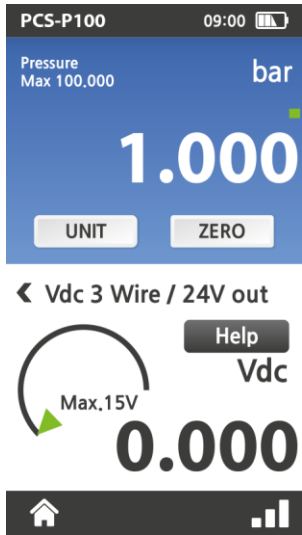 PCS-P100 09:00
Pressure
Max 100.000
bar
1.000
UNIT ZERO
Vdc 3 Wire / 24V out
Help
Vdc
Max.15V
0.000